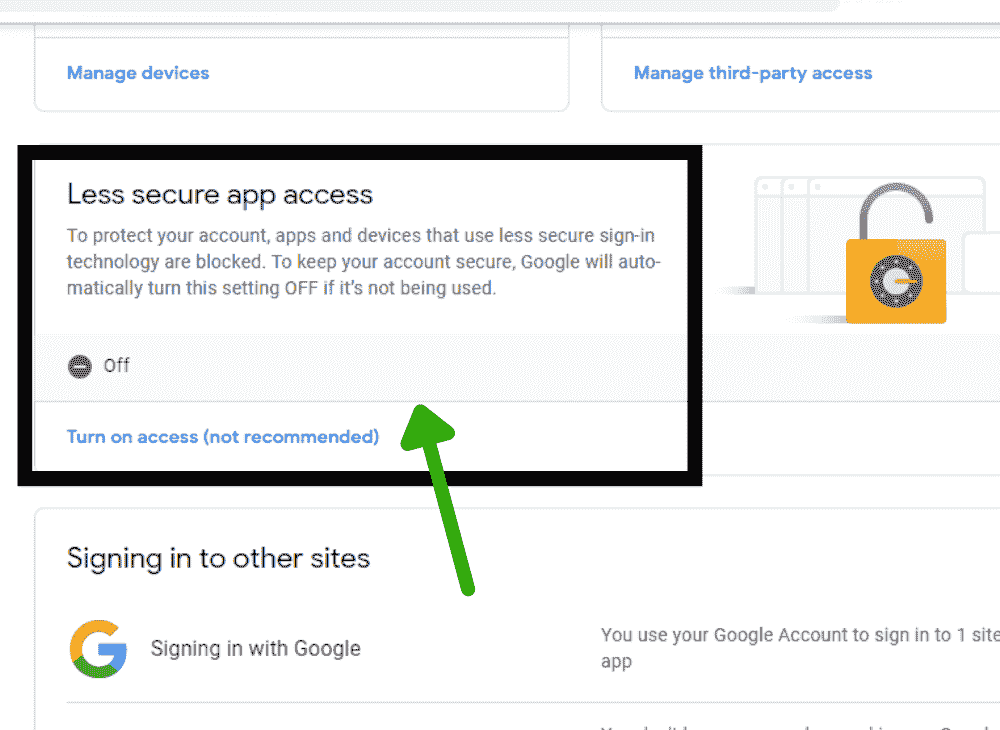 Manage devices
Manage third-party access
Less secure app access
To protect your account, apps and devices that use less secure sign-in
technology are blocked. To keep your account secure, Google will auto-
matically turn this setting OFF if it's not being used.
Off
Turn on access (not recommended)
Signing in to other sites
Signing in with Google
You use your Google Account to sign in to 1 site
app